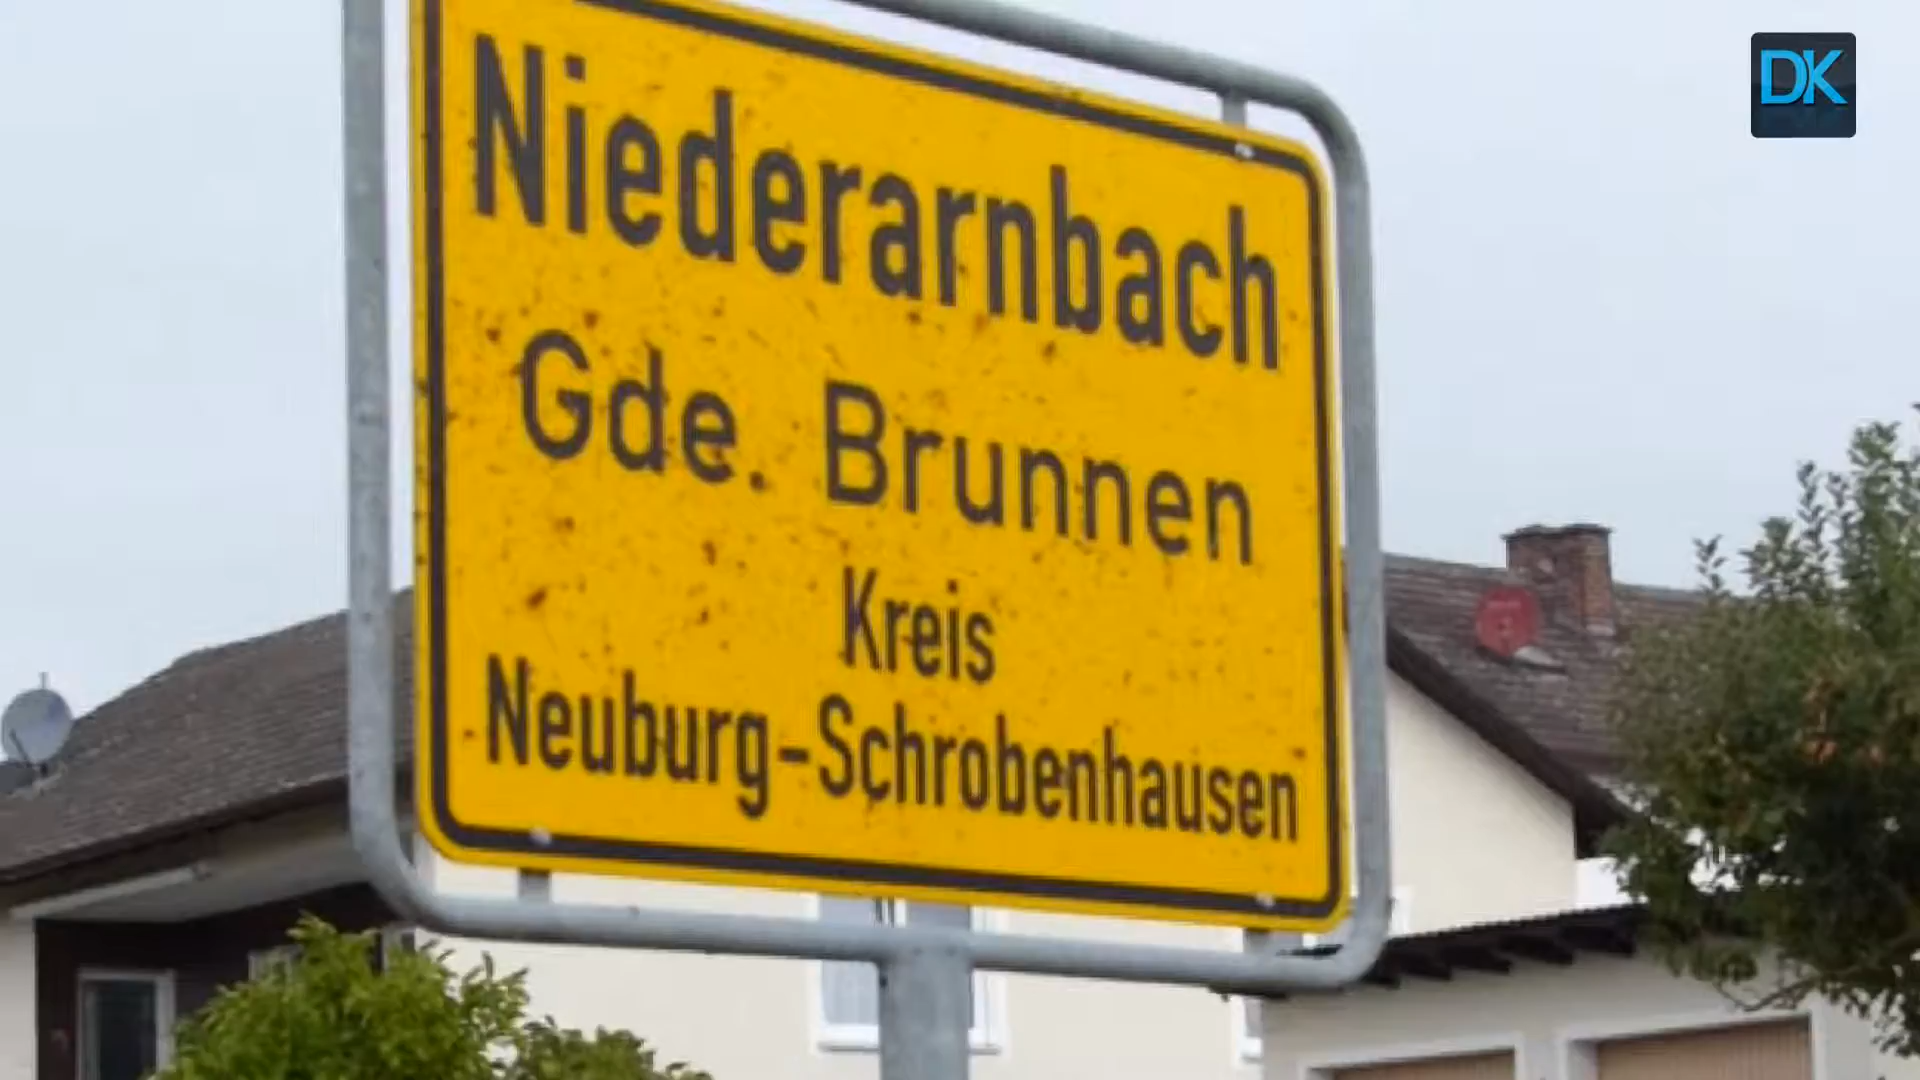 DK
Niederarnbach
Gde. Brunnen
Kreis
Neuburg-Schrobenhausen